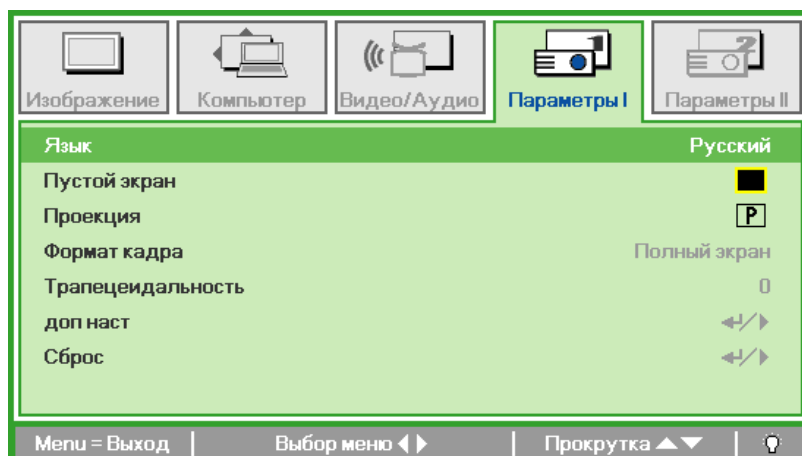 Изображение Компьютер Видео/Аудио Параметры I Параметры II
Язык Русский
Пустой экран
Проекция P
Формат кадра Полный экран
Трапецеидальность 0
доп наст
Сброс
Menu = Выход Выбор меню Прокрутка